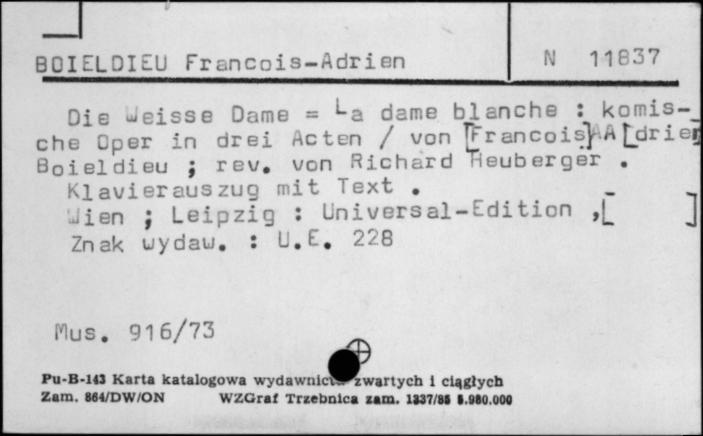 BOIELDIEU Francois-Adrien N 11837
Die Weisse Dame = La dame blanche : komis-
che Oper in drei Acten / von [Francois]AA[drien
Boieldieu ; rev. von Richard Heuberger .
Klavierauszug mit Text .
Wien ; Leipzig : Universal-Edition ,[ ]
Znak wydaw. : U.E. 228
Mus. 916/73
Pu-B-143 Karta katalogowa wydawnictw zwartych i ciągłych
Zam. 864/DW/ON WZGraf Trzebnica zam. 1337/85 5.980.000